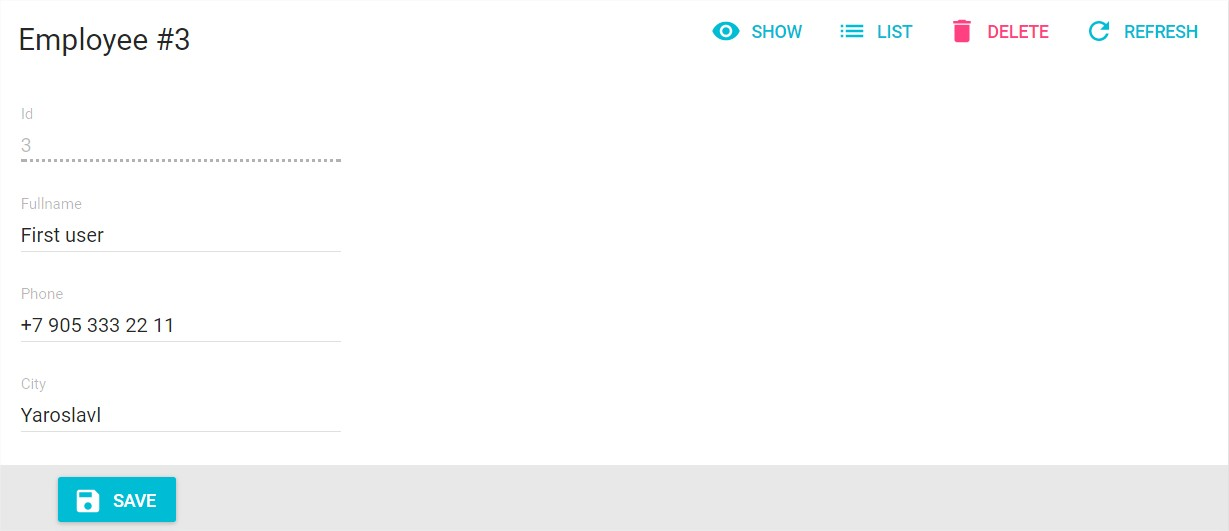 Employee #3
SHOW LIST DELETE REFRESH
Id
3
Fullname
First user
Phone
+7 905 333 22 11
City
Yaroslavl
SAVE